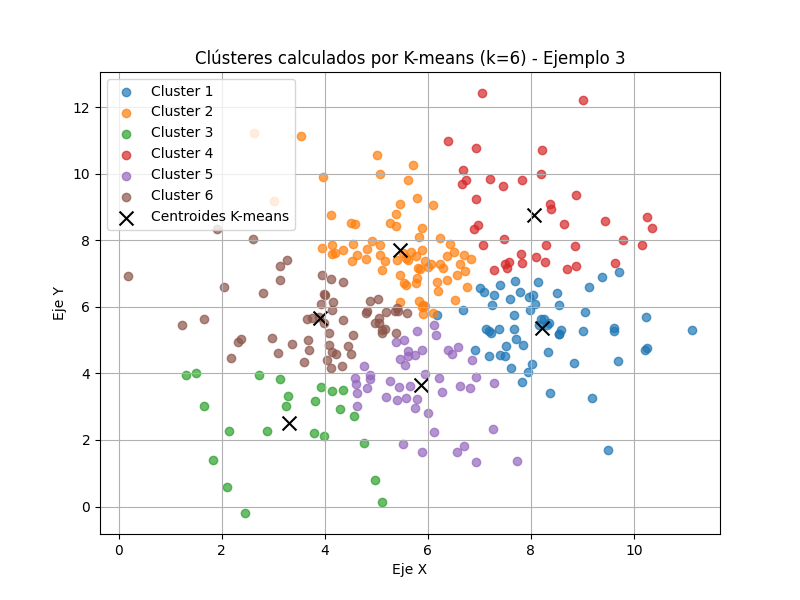 Clústeres calculados por K-means (k=6) - Ejemplo 3
Cluster 1
Cluster 2
Cluster 3
Cluster 4
Cluster 5
Cluster 6
Centroides K-means
Eje Y
12
10
8
6
4
2
0
0 2 4 6 8 10
Eje X